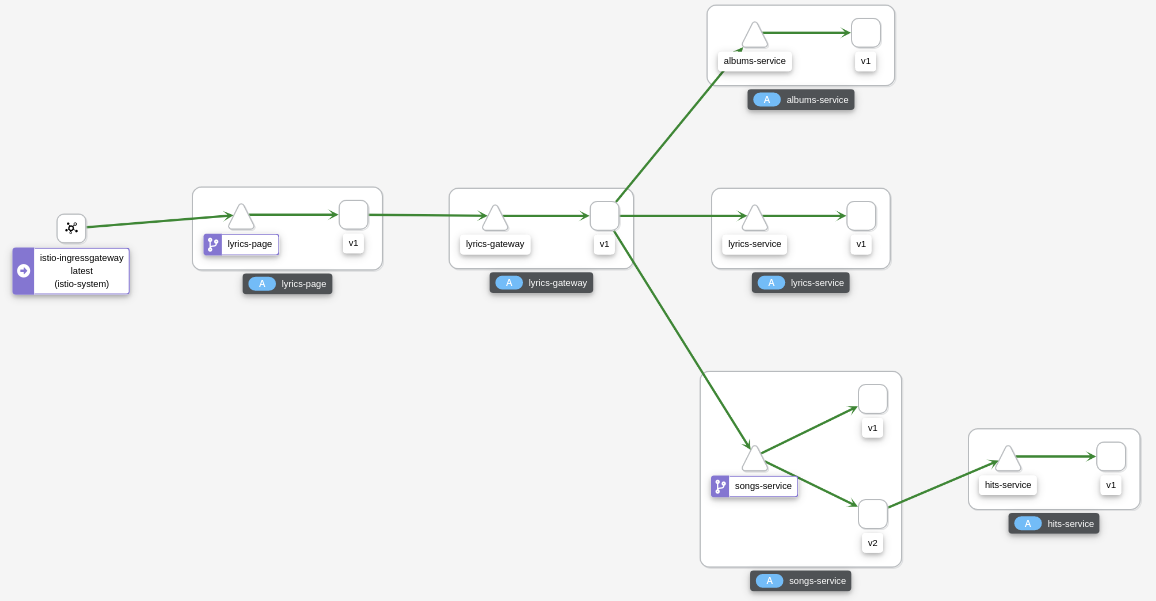 albums-service
v1
A albums-service
istio-ingressgateway
latest
(istio-system)
lyrics-page
v1
A lyrics-page
lyrics-gateway
v1
A lyrics-gateway
lyrics-service
v1
A lyrics-service
v1
songs-service
v2
A songs-service
hits-service
v1
A hits-service